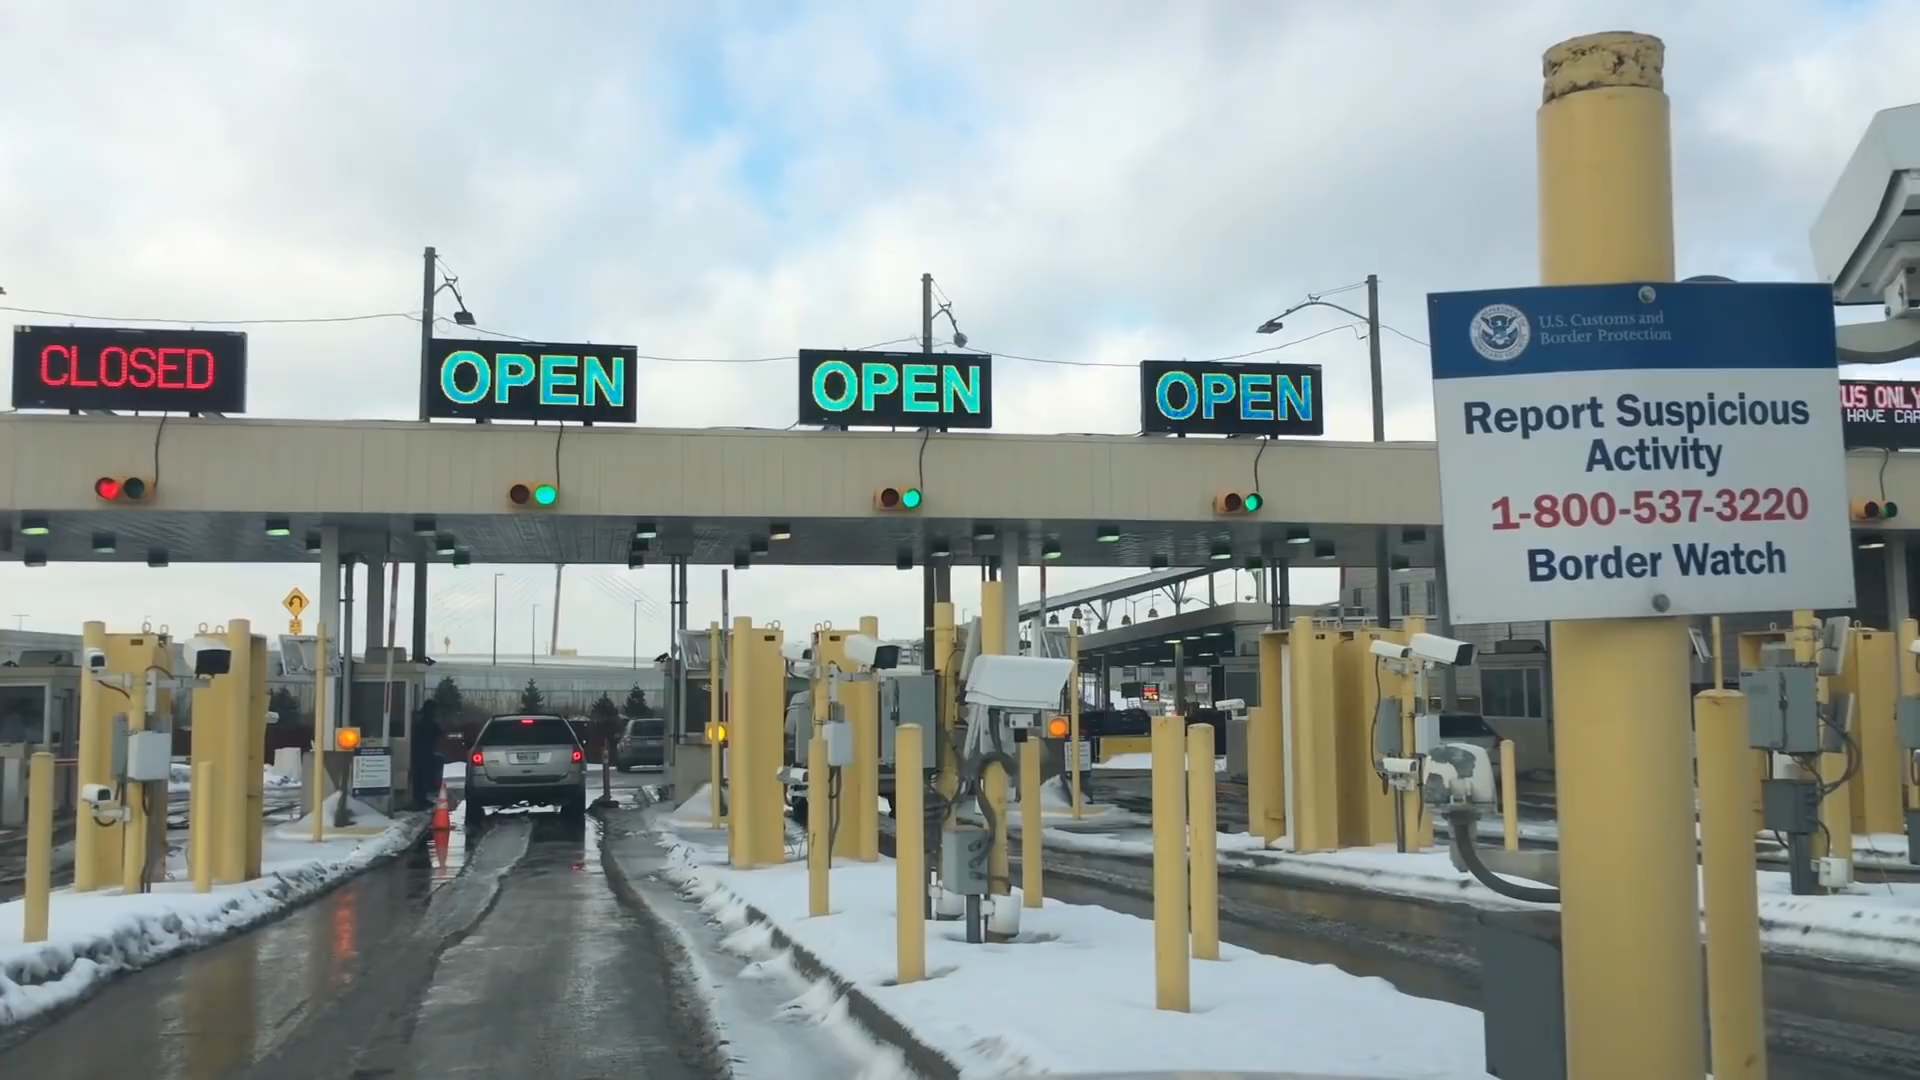 CLOSED
OPEN
OPEN
OPEN
U.S. Customs and
Border Protection
Report Suspicious
Activity
1-800-537-3220
Border Watch
US ONLY
HAVE